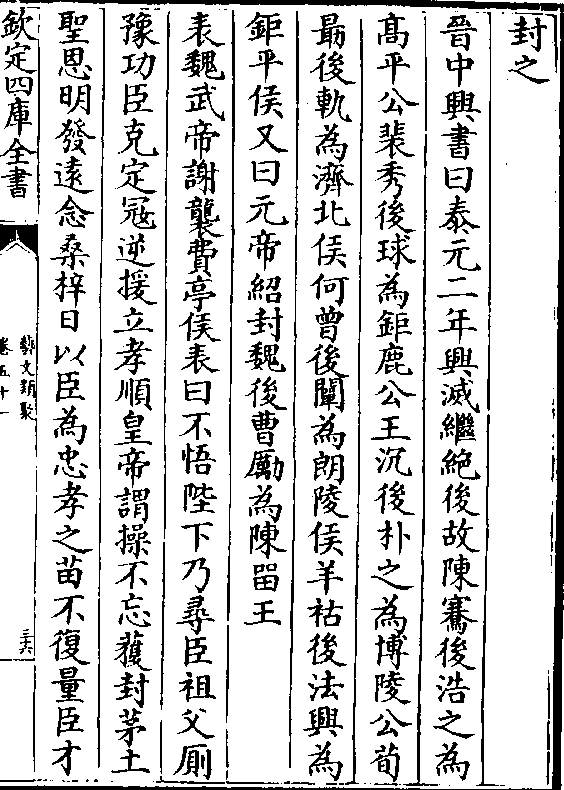 封之
晉中興書曰泰元二年興滅繼絶後故陳騫後浩之為
髙平公裴秀後球為鉅鹿公王沉後朴之為博陵公荀
朂後軌為濟北侯何曾後闡為朗陵侯羊祜後法興為
鉅平侯又曰元帝紹封魏後曹勵為陳畱王
表魏武帝謝襲費亭侯表曰不悟陛下乃尋臣祖父厠
豫功臣克定寇逆援立孝順皇帝謂操不忘獲封茅土
聖恩明發遠念桑梓日以臣為忠孝之苗不復量臣才
欽定四庫全書
藝文類聚
卷五十一
三六